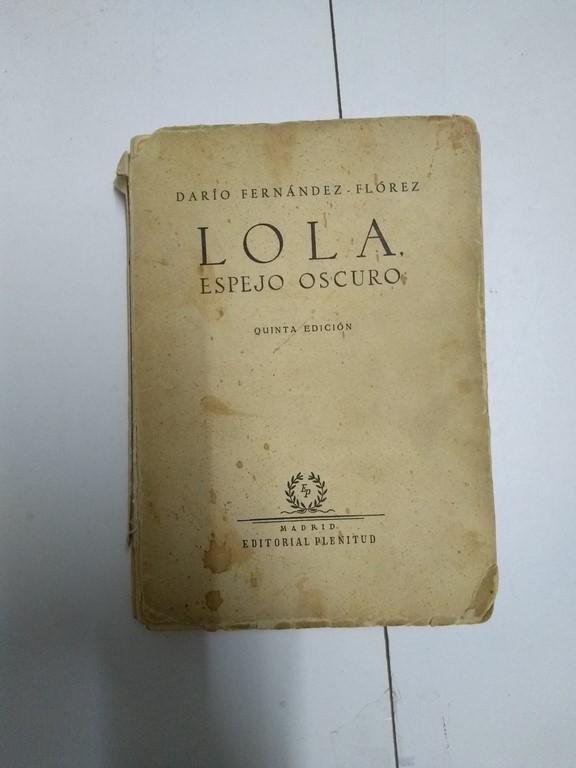 DARÍO FERNÁNDEZ-FLÓREZ
LOLA,
ESPEJO OSCURO
QUINTA EDICIÓN
EP
MADRID
EDITORIAL PLENITUD